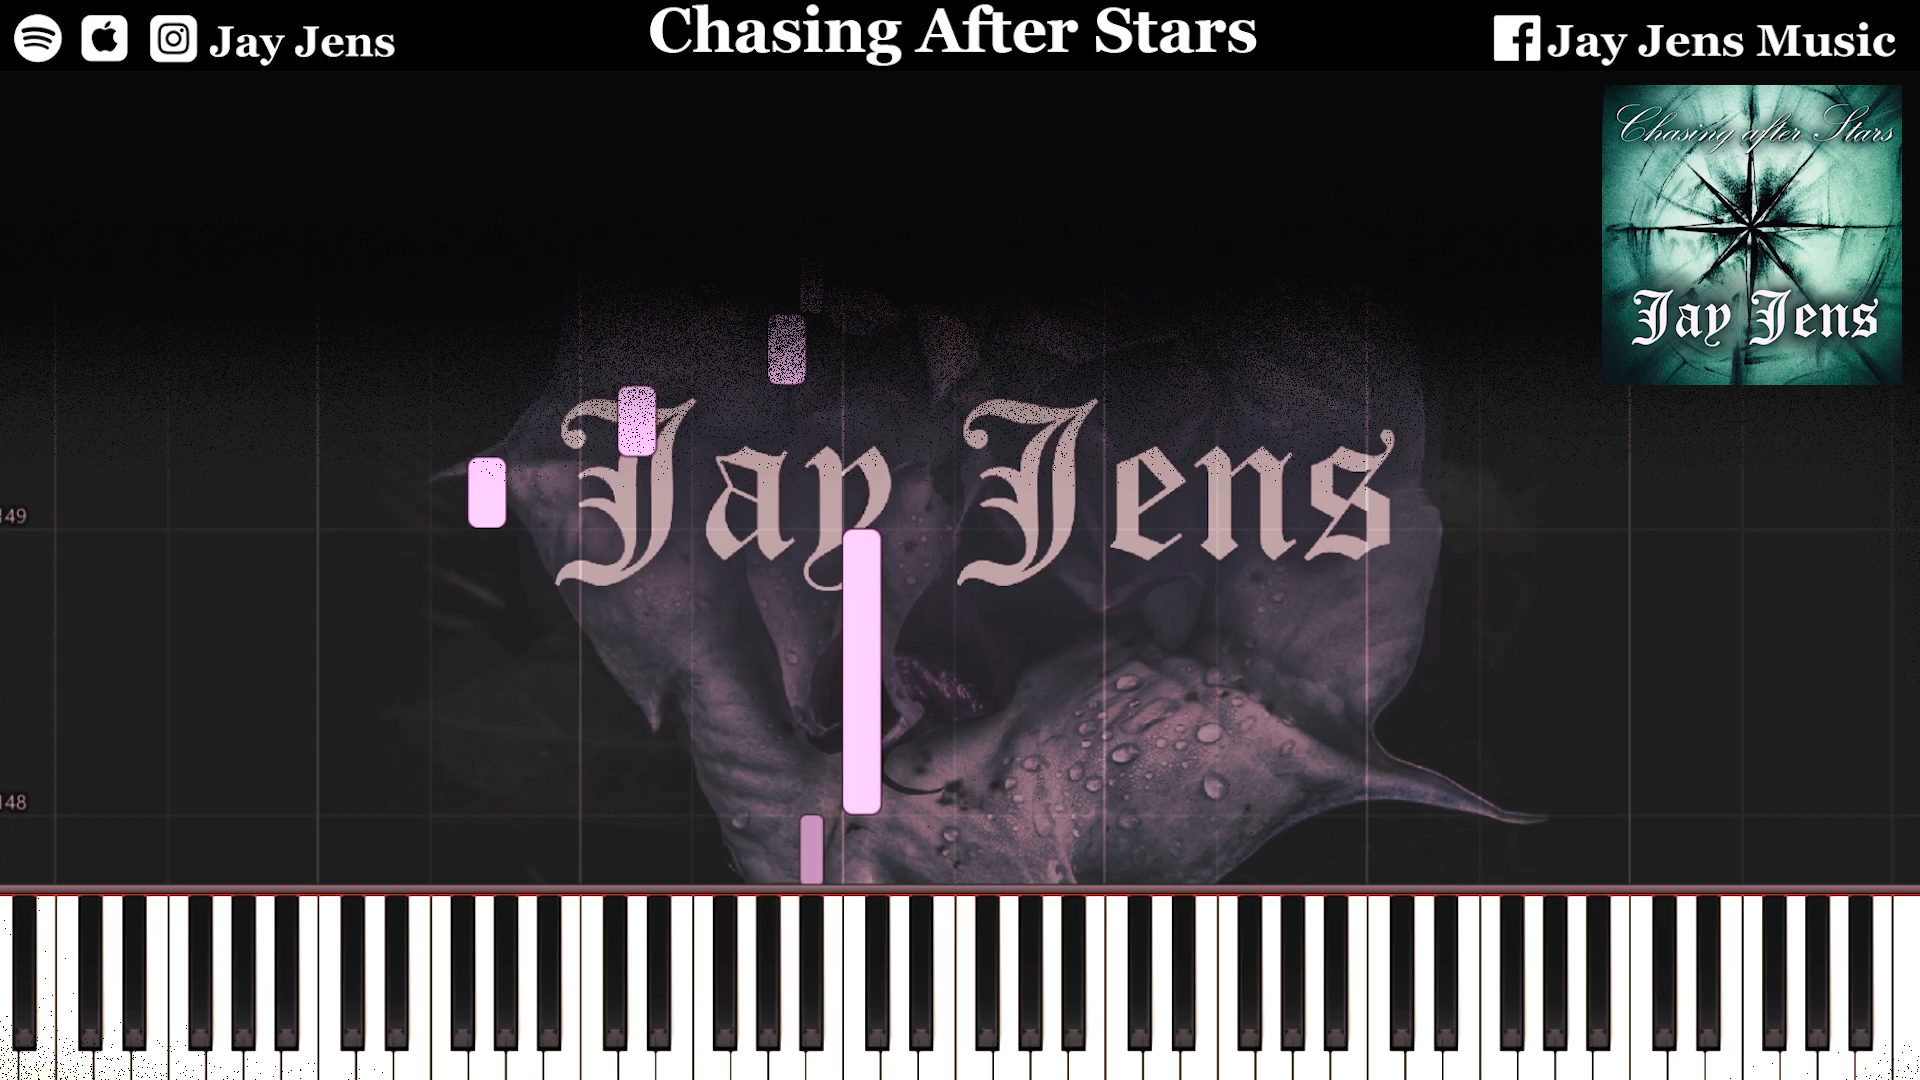 Jay Jens
Chasing After Stars
Jay Jens Music
Chasing after Stars
Jay Jens
Jay Jens
49
48